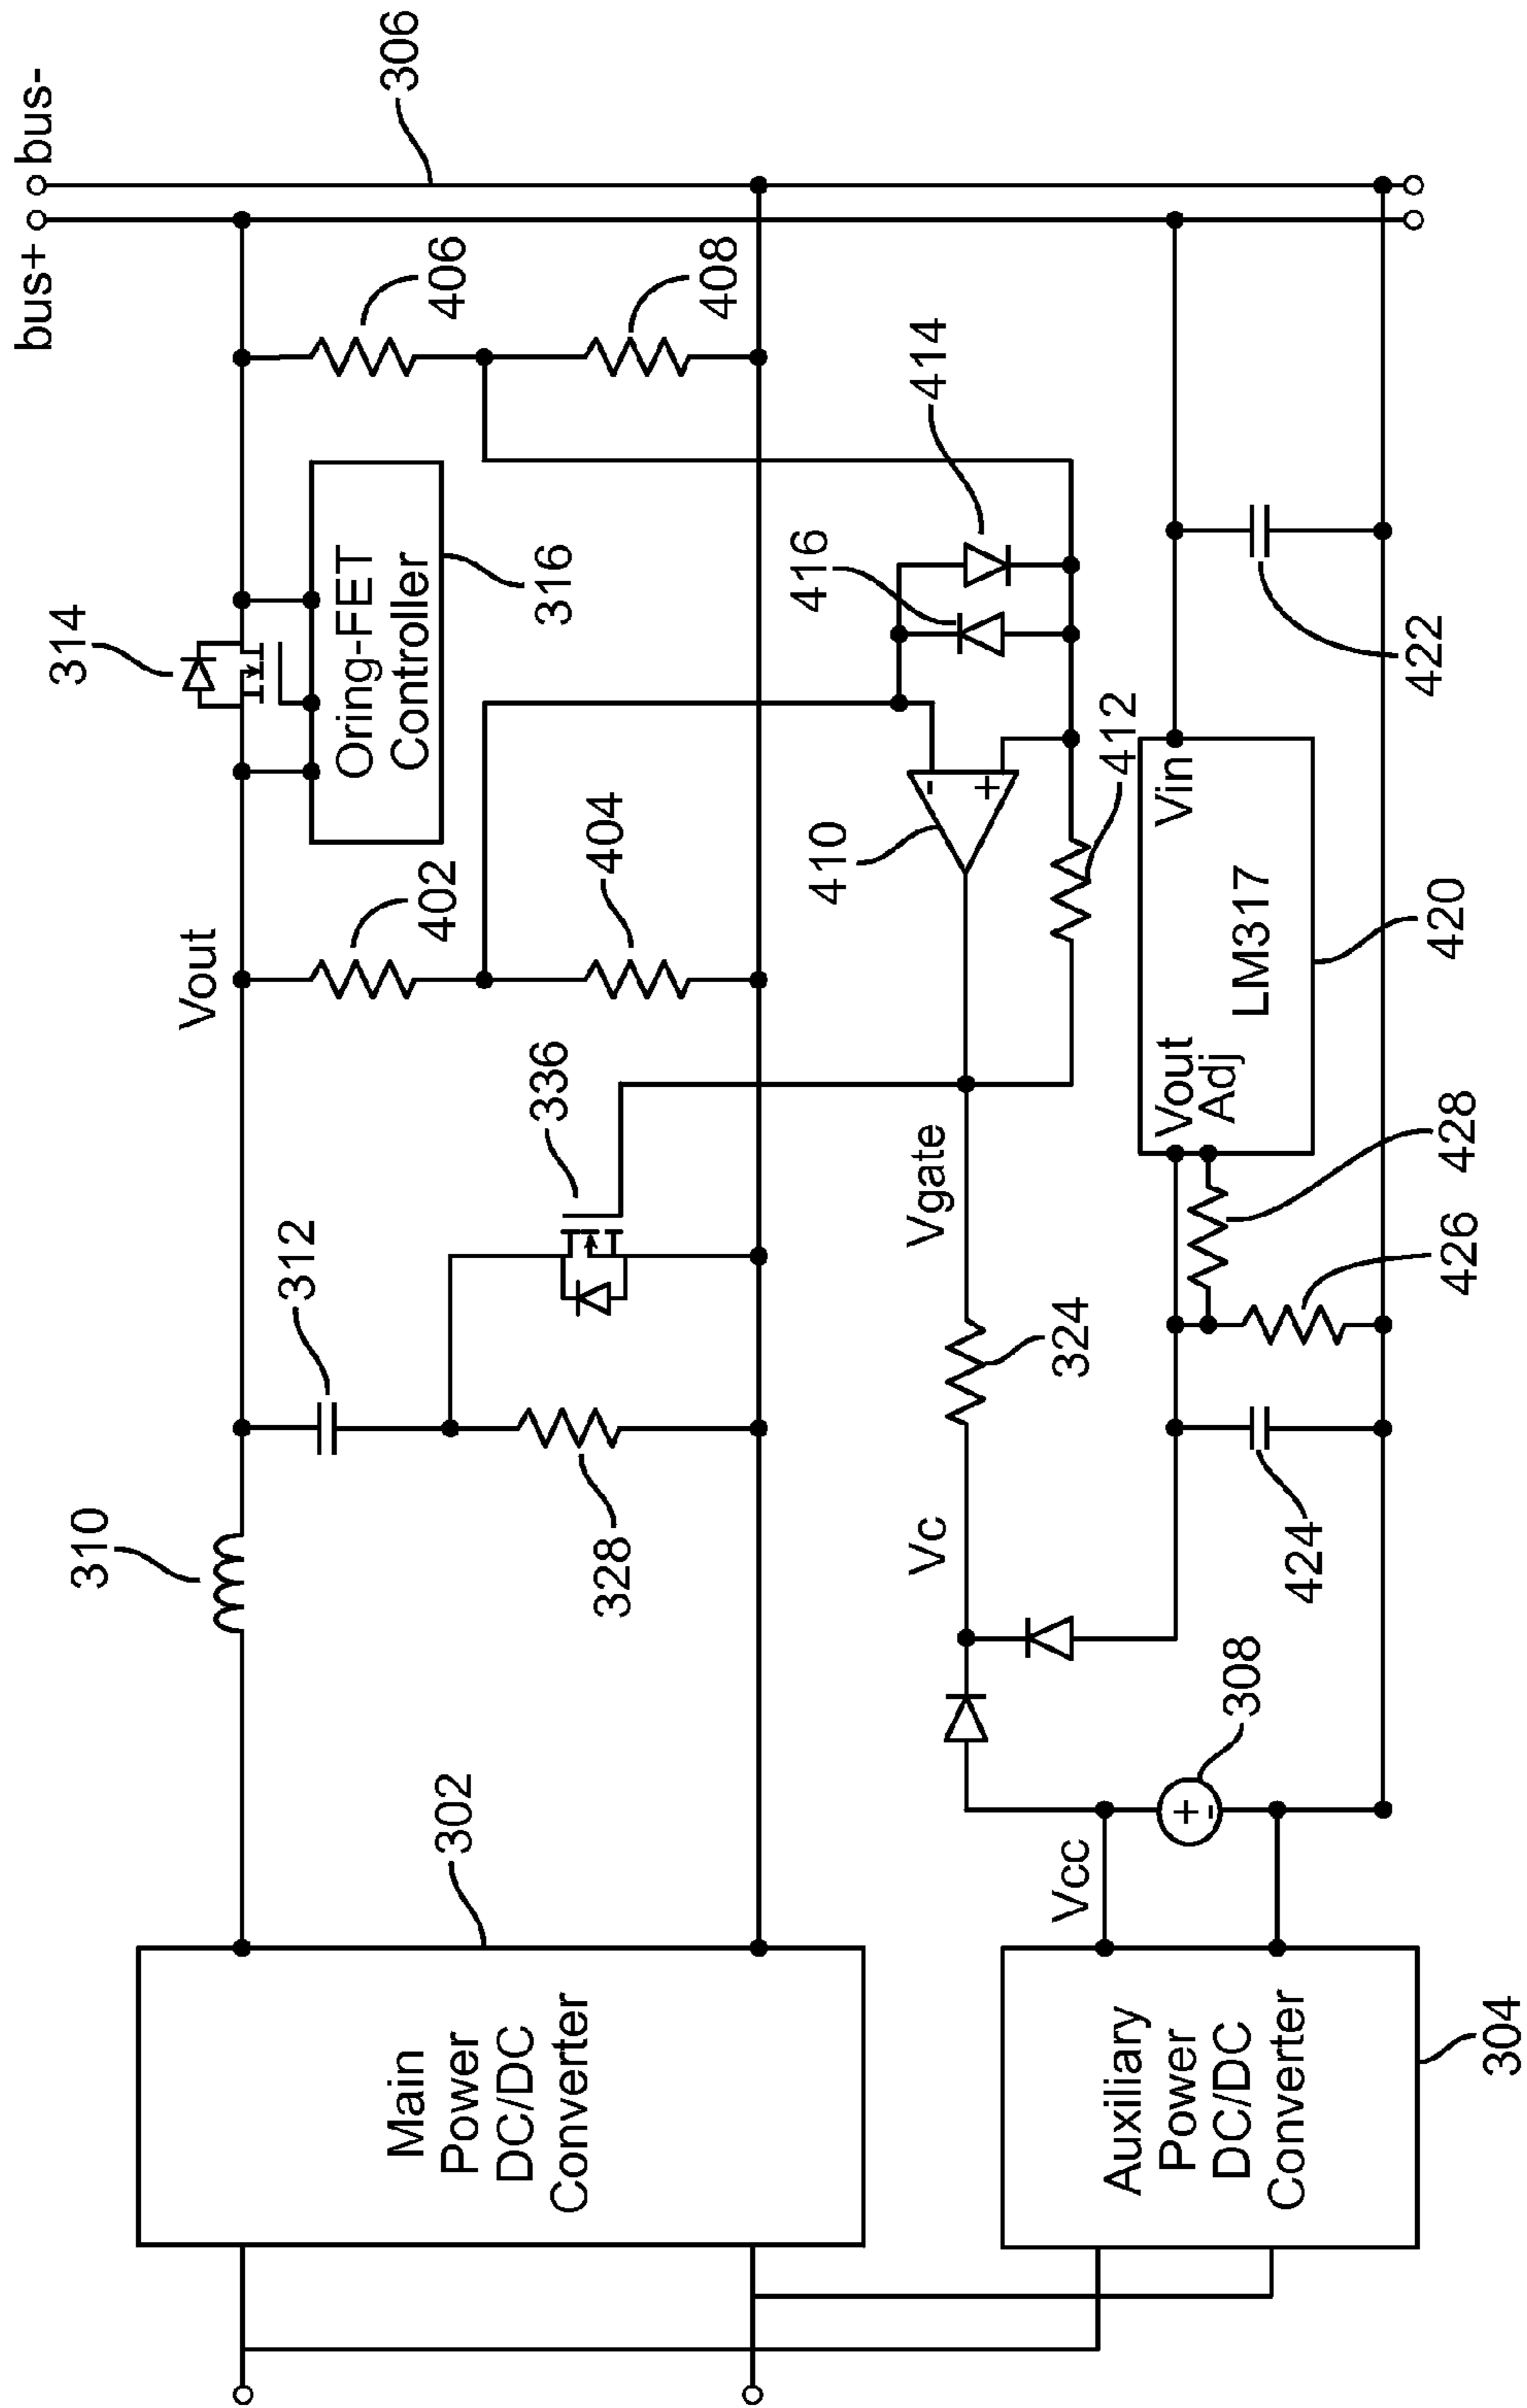 bus+
bus-
306
314
Vout
310
312
402
404
406
408
Oring-FET
Controller
316
336
328
302
Main
Power
DC/DC
Converter
410
-
+
412
414
416
Vgate
324
Vc
Vcc
308
+
-
Auxiliary
Power
DC/DC
Converter
304
Vout
Adj
LM317
Vin
420
422
424
426
428